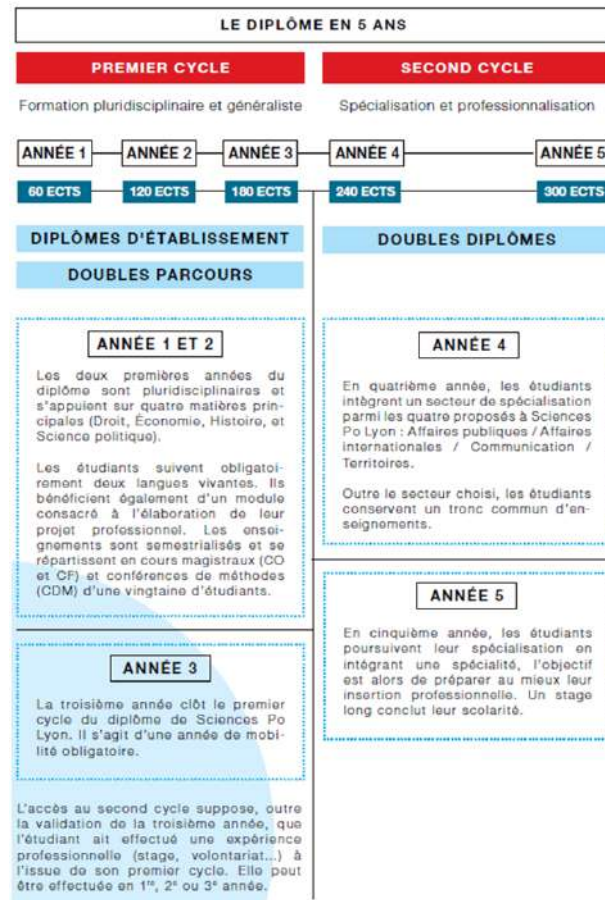 LE DIPLÔME EN 5 ANS
PREMIER CYCLE
SECOND CYCLE
Formation pluridisciplinaire et généraliste
Spécialisation et professionnalisation
ANNÉE 1
ANNÉE 2
ANNÉE 3
ANNÉE 4
ANNÉE 5
60 ECTS
120 ECTS
180 ECTS
240 ECTS
300 ECTS
DIPLÔMES D'ÉTABLISSEMENT
DOUBLES PARCOURS
DOUBLES DIPLÔMES
ANNÉE 1 ET 2
Les deux premières années du
diplôme sont pluridisciplinaires et
s'appuient sur quatre matières prin-
cipales (Droit, Économie, Histoire, et
Science politique).
Les étudiants suivent obligatoi-
rement deux langues vivantes. Ils
bénéficient également d'un module
consacré à l'élaboration de leur
projet professionnel. Les ensei-
gnements sont semestrialisés et se
répartissent en cours magistraux (CO
et CF) et conférences de méthodes
(CDM) d'une vingtaine d'étudiants.
ANNÉE 3
La troisième année clôt le premier
cycle du diplôme de Sciences Po
Lyon. Il s'agit d'une année de mobi-
lité obligatoire.
L'accès au second cycle suppose, outre
la validation de la troisième année, que
l'étudiant ait effectué une expérience
professionnelle (stage, volontariat...) à
l'issue de son premier cycle. Elle peut
être effectuée en 1re, 2e ou 3e année.
ANNÉE 4
En quatrième année, les étudiants
intègrent un secteur de spécialisation
parmi les quatre proposés à Sciences
Po Lyon : Affaires publiques / Affaires
internationales / Communication /
Territoires.
Outre le secteur choisi, les étudiants
conservent un tronc commun d'en-
seignements.
ANNÉE 5
En cinquième année, les étudiants
poursuivent leur spécialisation en
intégrant une spécialité, l'objectif
est alors de préparer au mieux leur
insertion professionnelle. Un stage
long conclut leur scolarité.